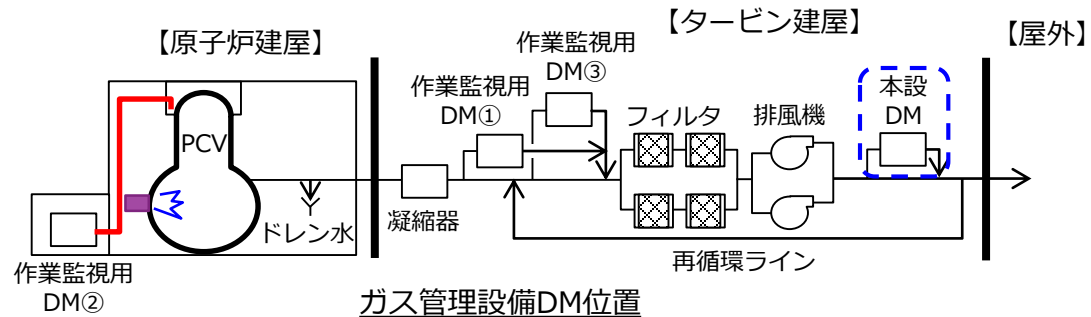 【原子炉建屋】
【タービン建屋】
【屋外】
作業監視用
DM③
作業監視用
DM①
フィルタ
排風機
本設
DM
PCV
ドレン水
凝縮器
再循環ライン
作業監視用
DM②
ガス管理設備DM位置